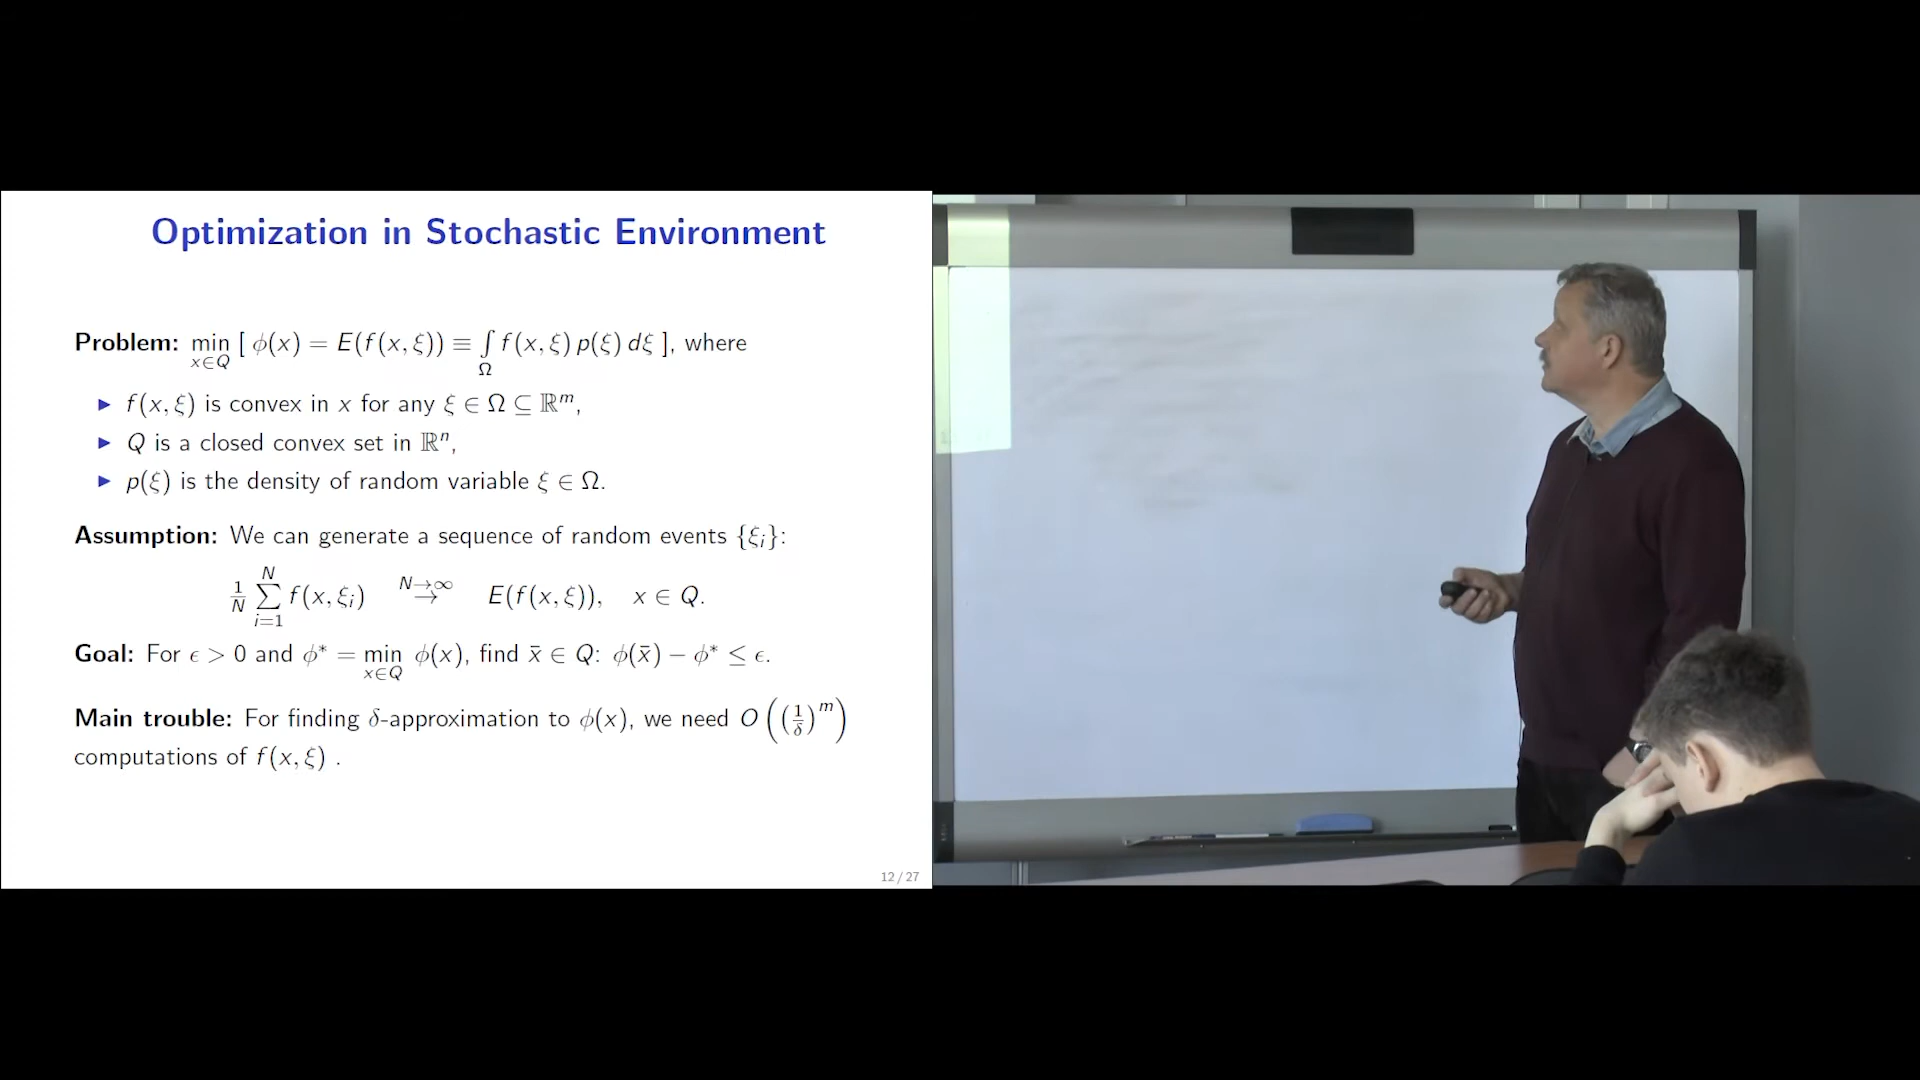 Optimization in Stochastic Environment
Problem: min_{x∈Q} [ ϕ(x) = E(f(x, ξ)) ≡ ∫_Ω f(x, ξ) p(ξ) dξ ], where
▶ f(x, ξ) is convex in x for any ξ ∈ Ω ⊆ ℝ^m,
▶ Q is a closed convex set in ℝ^n,
▶ p(ξ) is the density of random variable ξ ∈ Ω.
Assumption: We can generate a sequence of random events {ξ_i}:
1/N ∑_{i=1}^{N} f(x, ξ_i) →^{N→∞} E(f(x, ξ)), x ∈ Q.
Goal: For ϵ > 0 and ϕ* = min_{x∈Q} ϕ(x), find x̄ ∈ Q: ϕ(x̄) − ϕ* ≤ ϵ.
Main trouble: For finding δ-approximation to ϕ(x), we need O((1/δ)^m)
computations of f(x, ξ) .
12 / 27